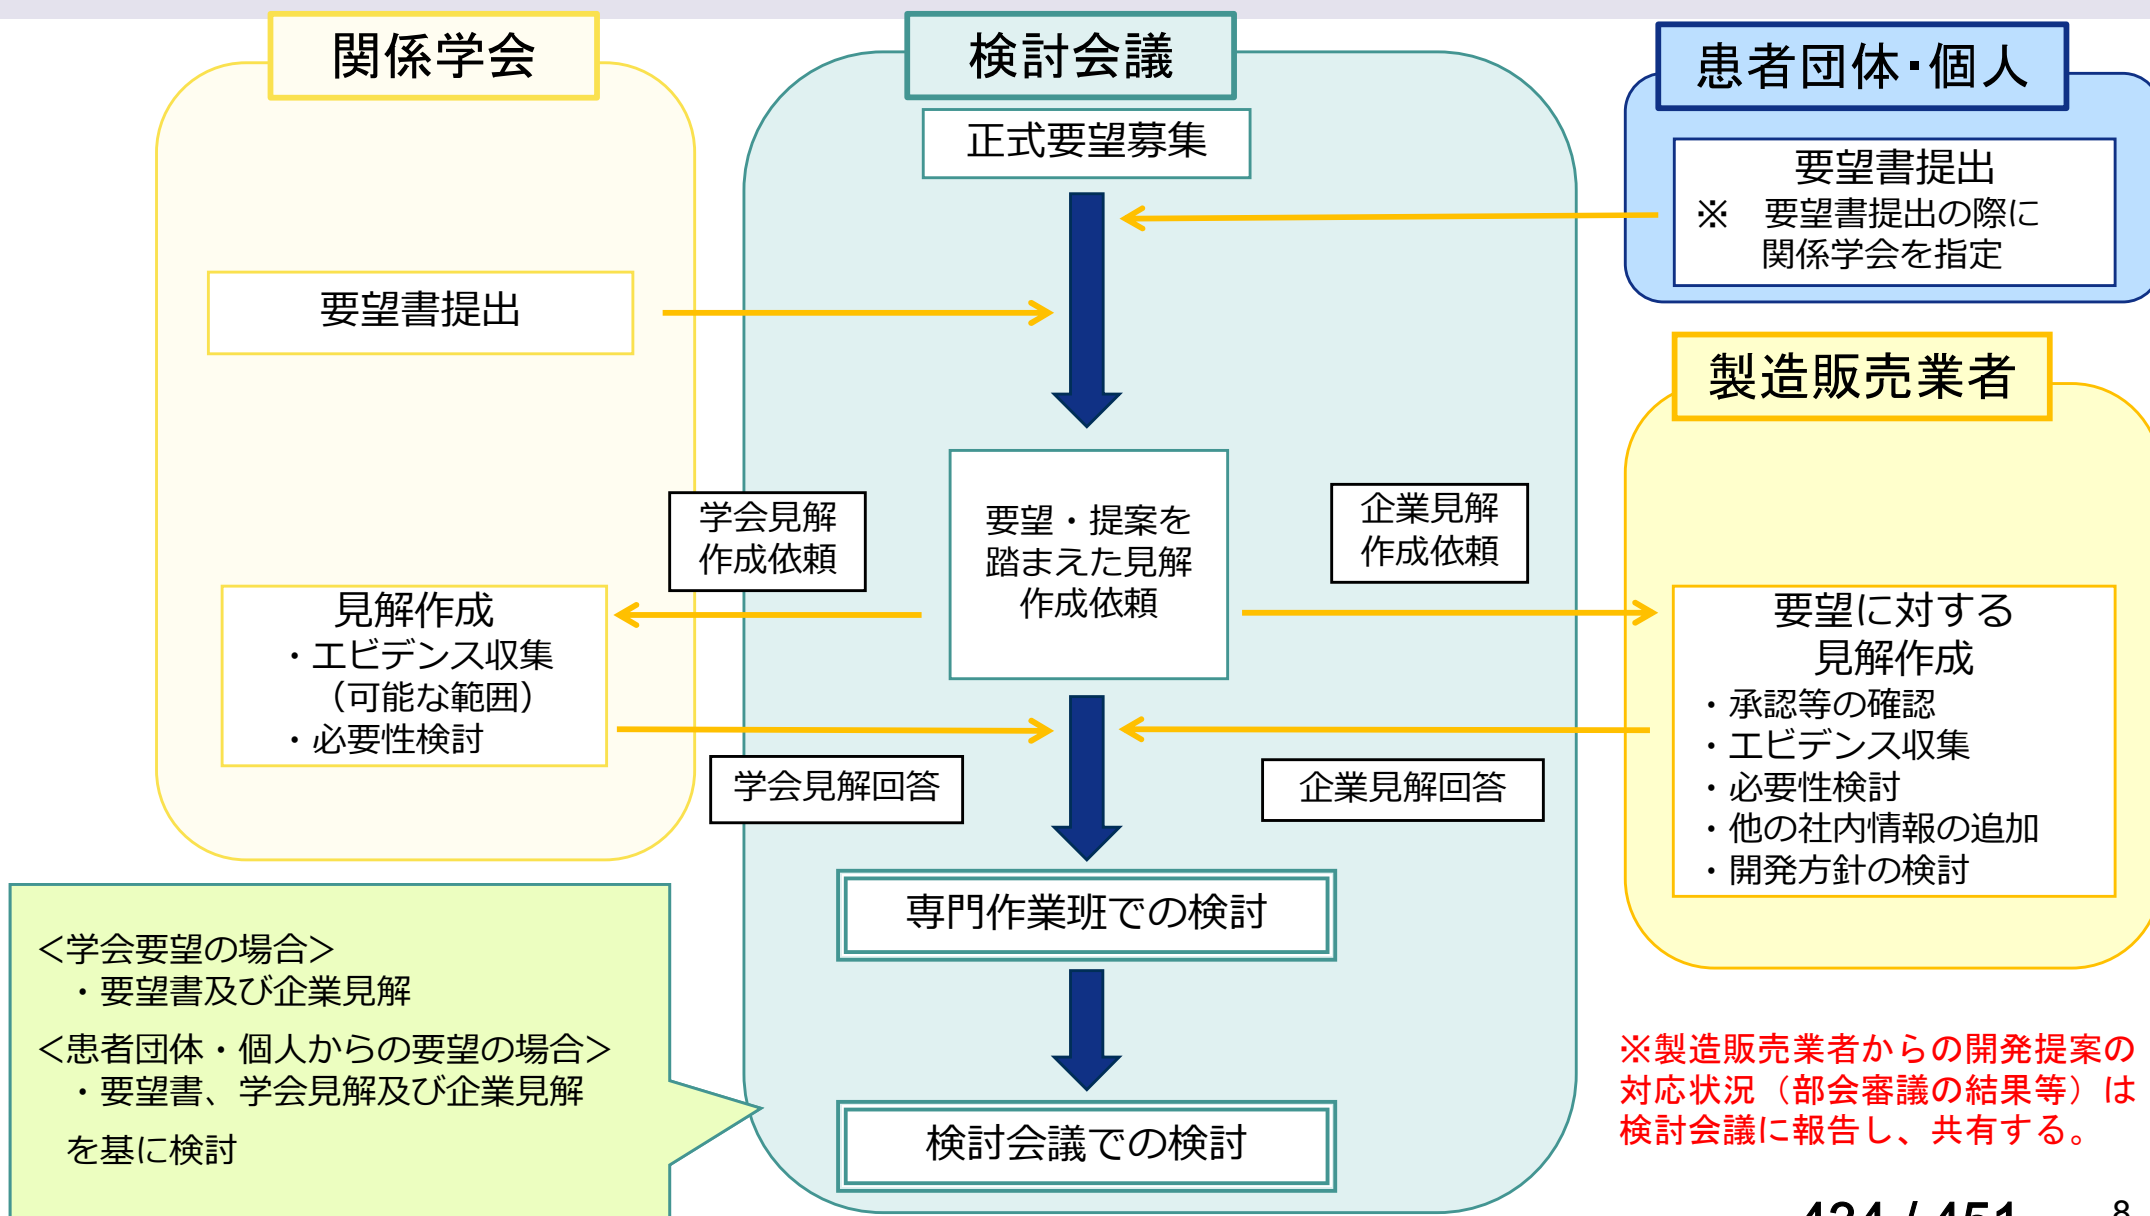 関係学会
検討会議
患者団体・個人
正式要望募集
要望書提出
※　要望書提出の際に
関係学会を指定
要望書提出
製造販売業者
学会見解
作成依頼
要望・提案を
踏まえた見解
作成依頼
企業見解
作成依頼
見解作成
・エビデンス収集
（可能な範囲）
・必要性検討
要望に対する
見解作成
・承認等の確認
・エビデンス収集
・必要性検討
・他の社内情報の追加
・開発方針の検討
学会見解回答
企業見解回答
専門作業班での検討
＜学会要望の場合＞
・要望書及び企業見解
＜患者団体・個人からの要望の場合＞
・要望書、学会見解及び企業見解
を基に検討
検討会議での検討
※製造販売業者からの開発提案の
対応状況（部会審議の結果等）は
検討会議に報告し、共有する。
434 / 451
8